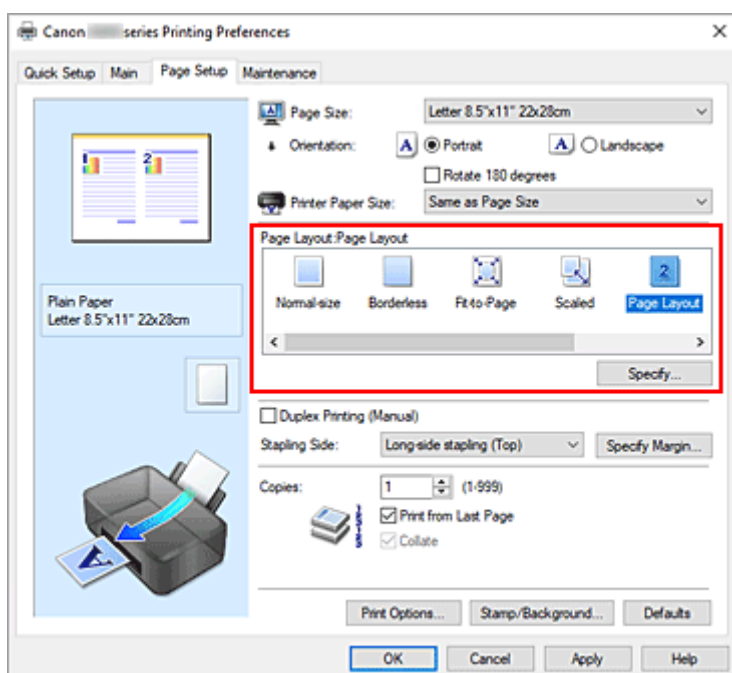 Canon series Printing Preferences
Quick Setup Main Page Setup Maintenance
1 2
Plain Paper
Letter 8.5"x11" 22x28cm
A
Page Size: Letter 8.5"x11" 22x28cm
Orientation: A Portrait A Landscape
Rotate 180 degrees
Printer Paper Size: Same as Page Size
Page Layout:Page Layout
2
Normal-size Borderless Fit-to-Page Scaled Page Layout
Specify...
Duplex Printing (Manual)
Stapling Side: Long-side stapling (Top) Specify Margin...
Copies: 1 (1-999)
Print from Last Page
Collate
Print Options... Stamp/Background... Defaults
OK Cancel Apply Help